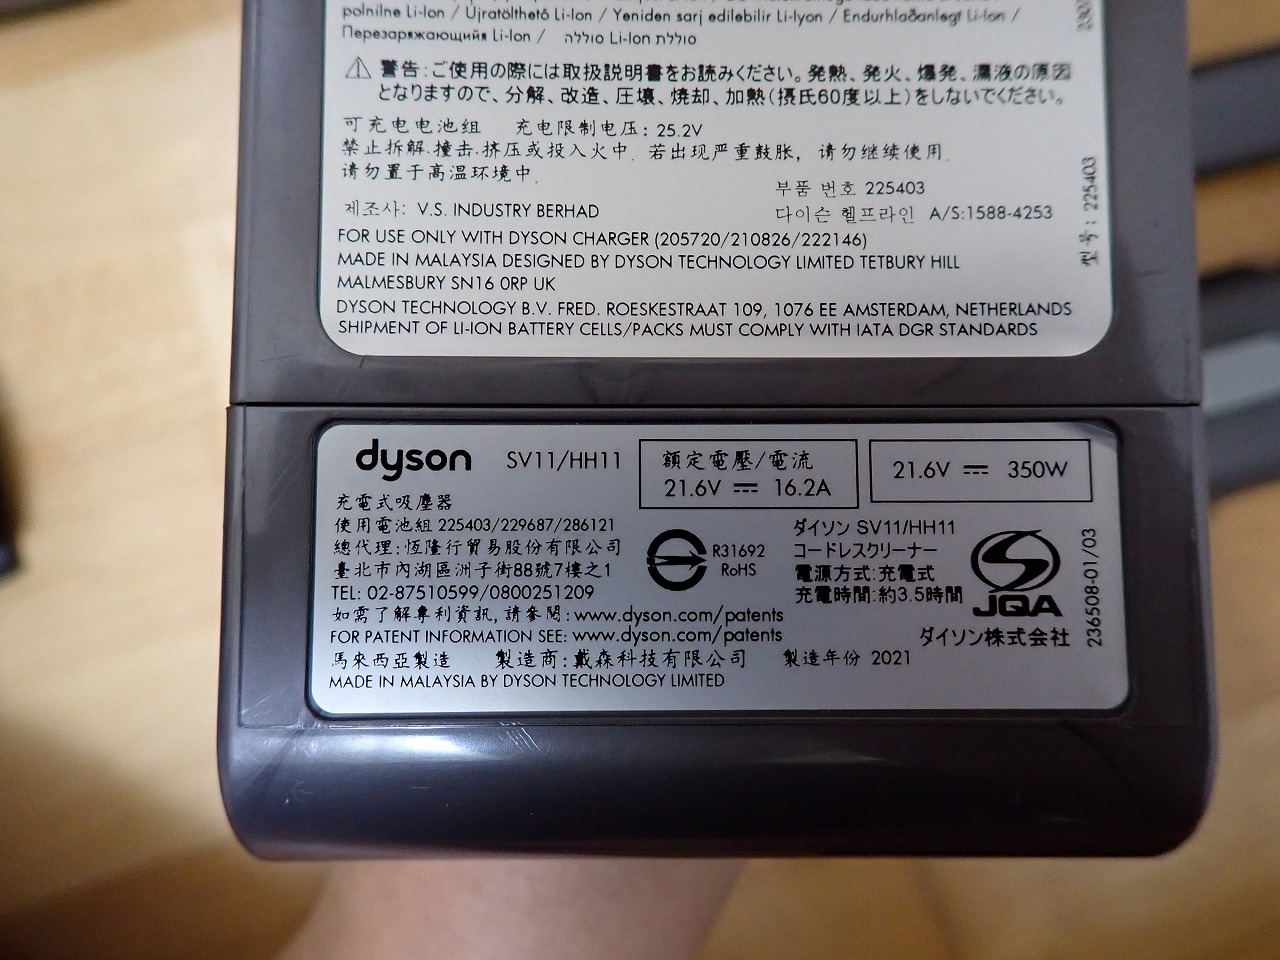 polnilne Li-Ion / Újratölthető Li-Ion / Yeniden sarj edilebilir Li-Iyon / Endurhlaðanlegt Li-Ion /
Перезаряжающийя Li-Ion / סוללה Li-Ion סוללת
⚠ 警告：ご使用の際には取扱説明書をお読みください。発熱、発火、爆発、漏液の原因
となりますので、分解、改造、圧壊、焼却、加熱（摂氏60度以上）をしないでください。
可充电电池组 充电限制电压: 25.2V
禁止拆解.撞击.挤压或投入火中. 若出现严重鼓胀, 请勿继续使用.
请勿置于高温环境中.
부품 번호 225403
제조사: V.S. INDUSTRY BERHAD 다이슨 헬프라인 A/S:1588-4253
FOR USE ONLY WITH DYSON CHARGER (205720/210826/222146)
MADE IN MALAYSIA DESIGNED BY DYSON TECHNOLOGY LIMITED TETBURY HILL
MALMESBURY SN16 0RP UK
DYSON TECHNOLOGY B.V. FRED. ROESKESTRAAT 109, 1076 EE AMSTERDAM, NETHERLANDS
SHIPMENT OF LI-ION BATTERY CELLS/PACKS MUST COMPLY WITH IATA DGR STANDARDS
型号: 225403
dyson SV11/HH11
額定電壓/電流
21.6V ⎓ 16.2A
21.6V ⎓ 350W
充電式吸塵器
使用電池組 225403/229687/286121
總代理:恆隆行貿易股份有限公司
臺北市內湖區洲子街88號7樓之1
TEL: 02-87510599/0800251209
如需了解專利資訊,請參閱:www.dyson.com/patents
FOR PATENT INFORMATION SEE: www.dyson.com/patents
馬來西亞製造 製造商:戴森科技有限公司 製造年份 2021
MADE IN MALAYSIA BY DYSON TECHNOLOGY LIMITED
R31692
RoHS
ダイソン SV11/HH11
コードレスクリーナー
電源方式:充電式
充電時間:約3.5時間
JQA
ダイソン株式会社
236508-01/03